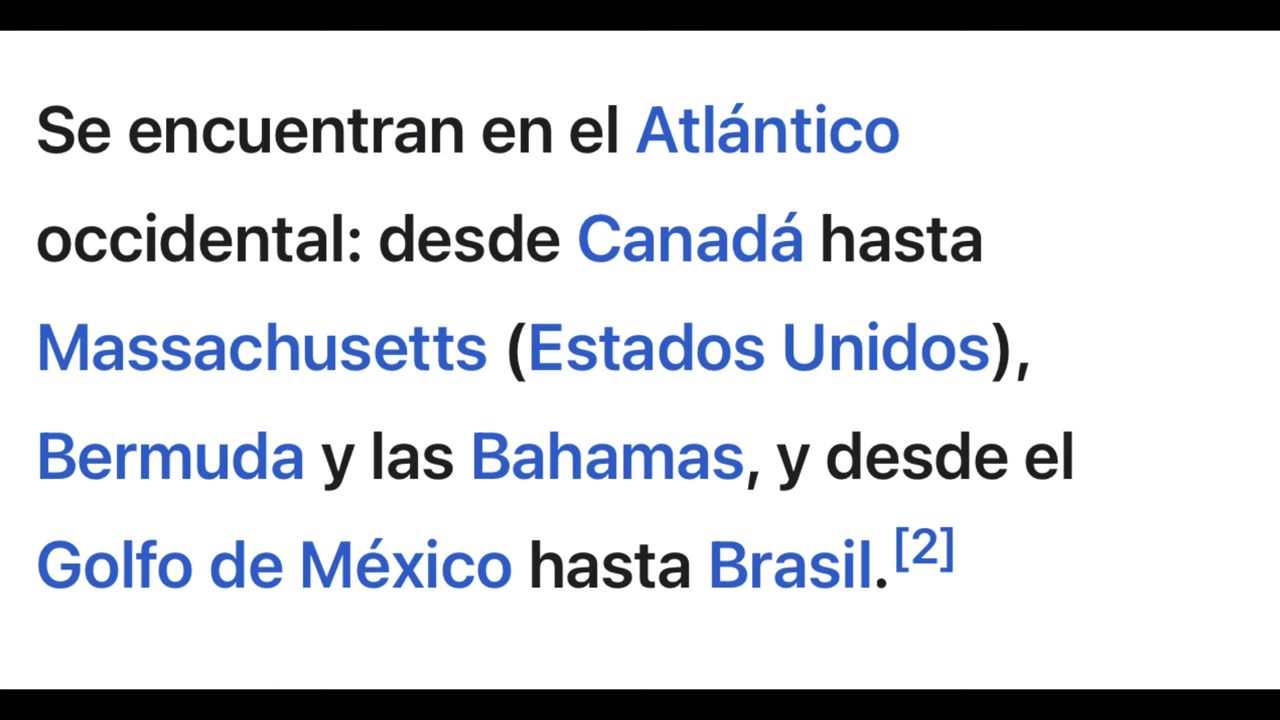 Se encuentran en el Atlántico
occidental: desde Canadá hasta
Massachusetts (Estados Unidos),
Bermuda y las Bahamas, y desde el
Golfo de México hasta Brasil.[2]